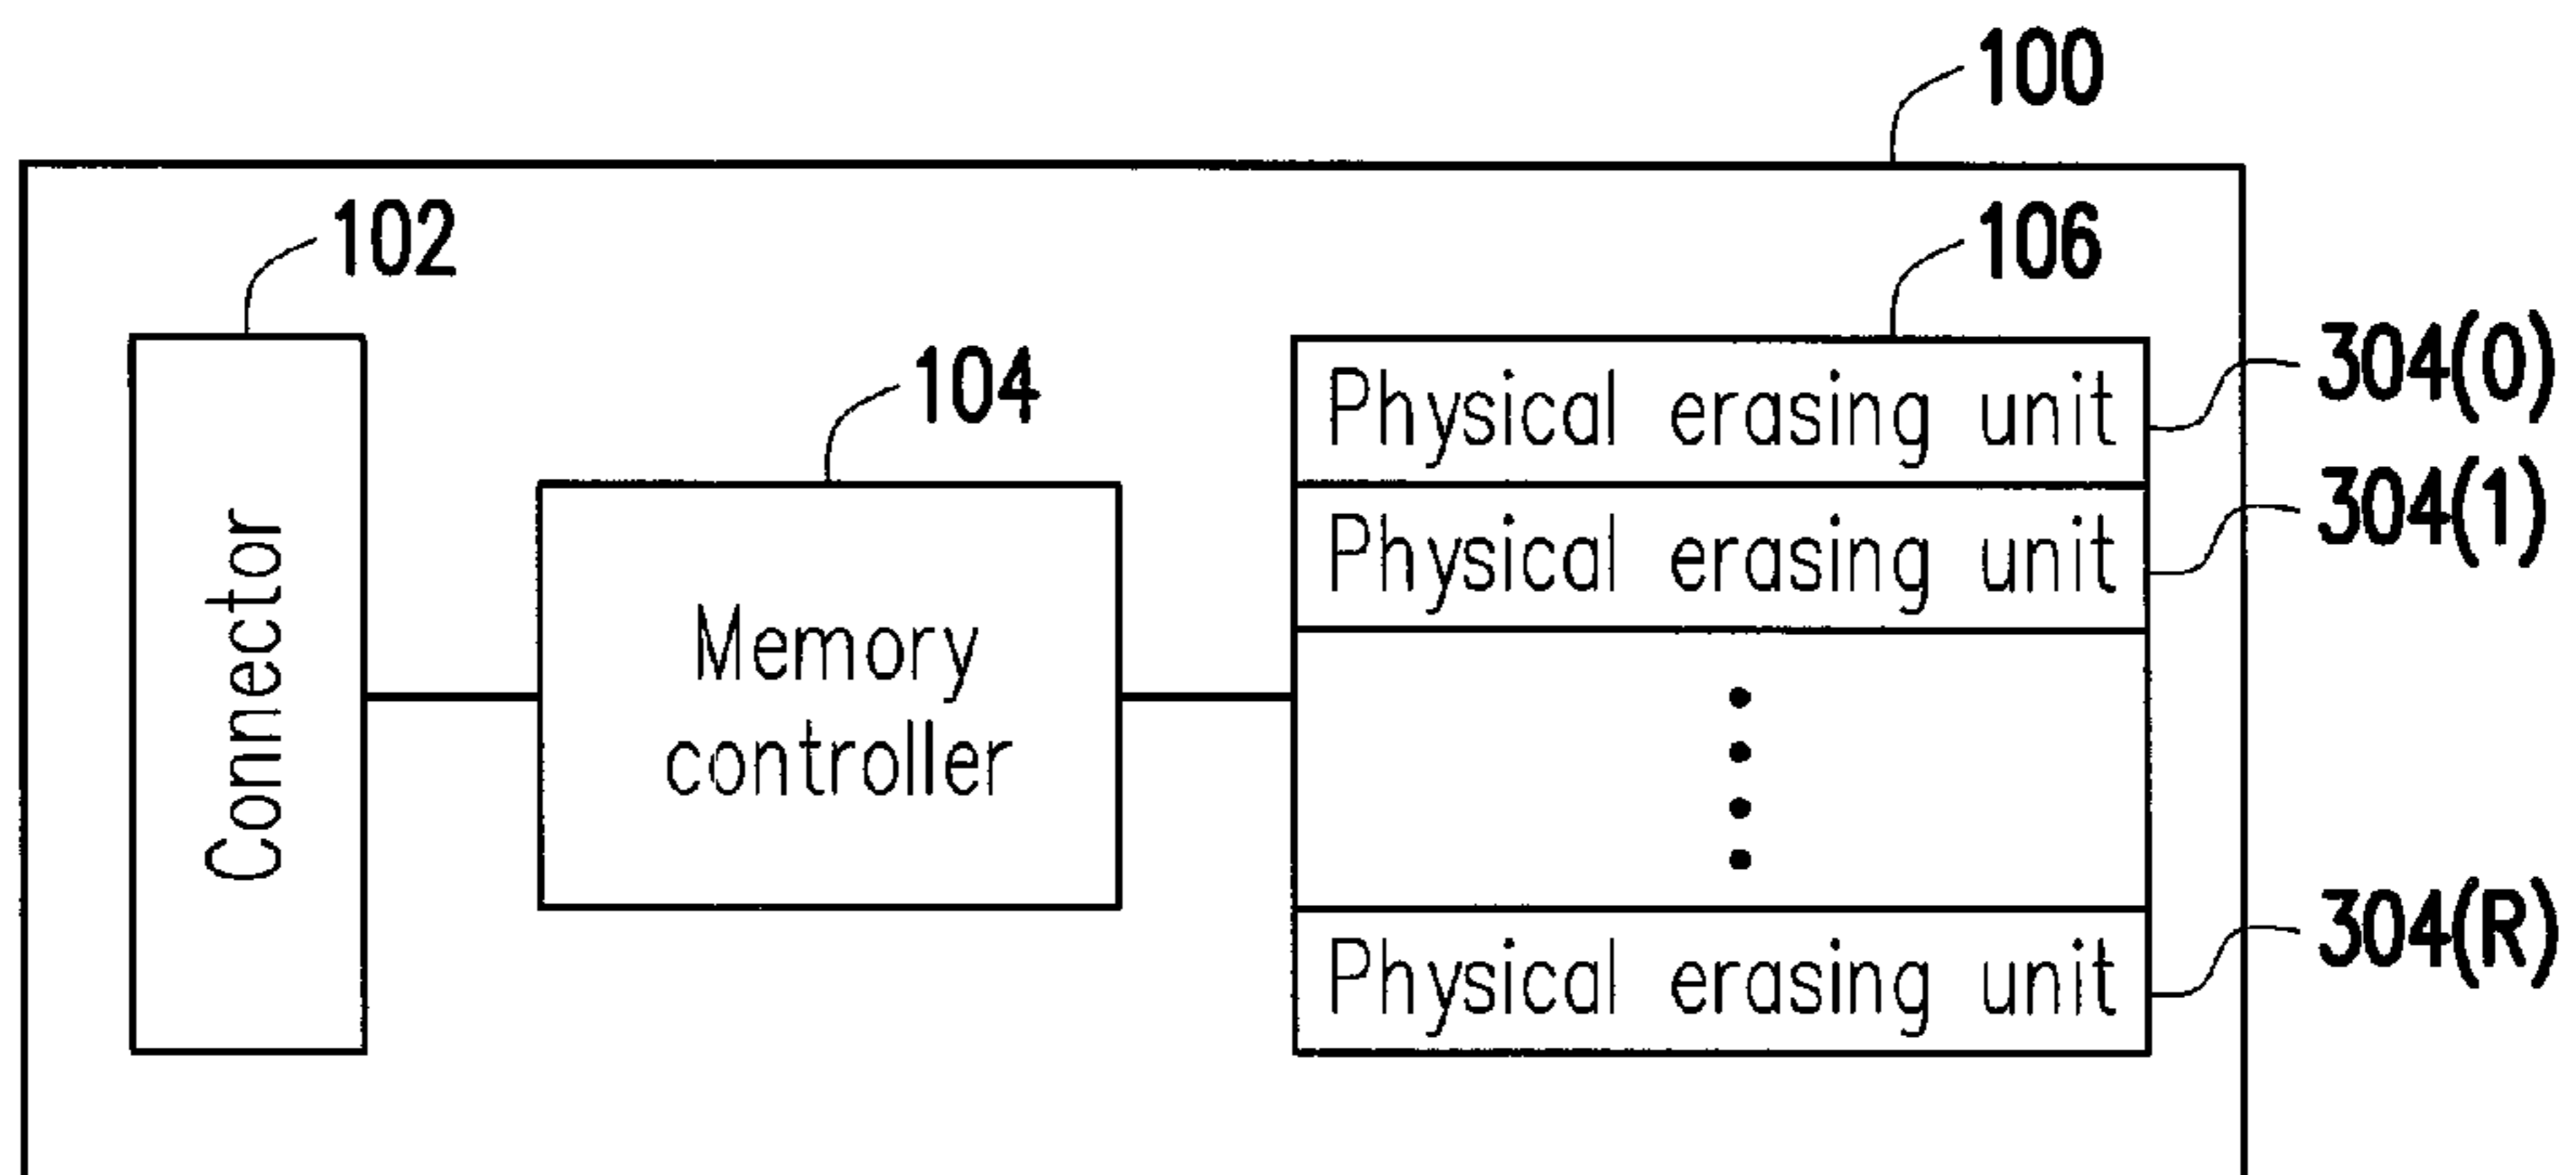 100
102
106
104
304(0)
Physical erasing unit
304(1)
Physical erasing unit
Connector
Memory
controller
304(R)
Physical erasing unit